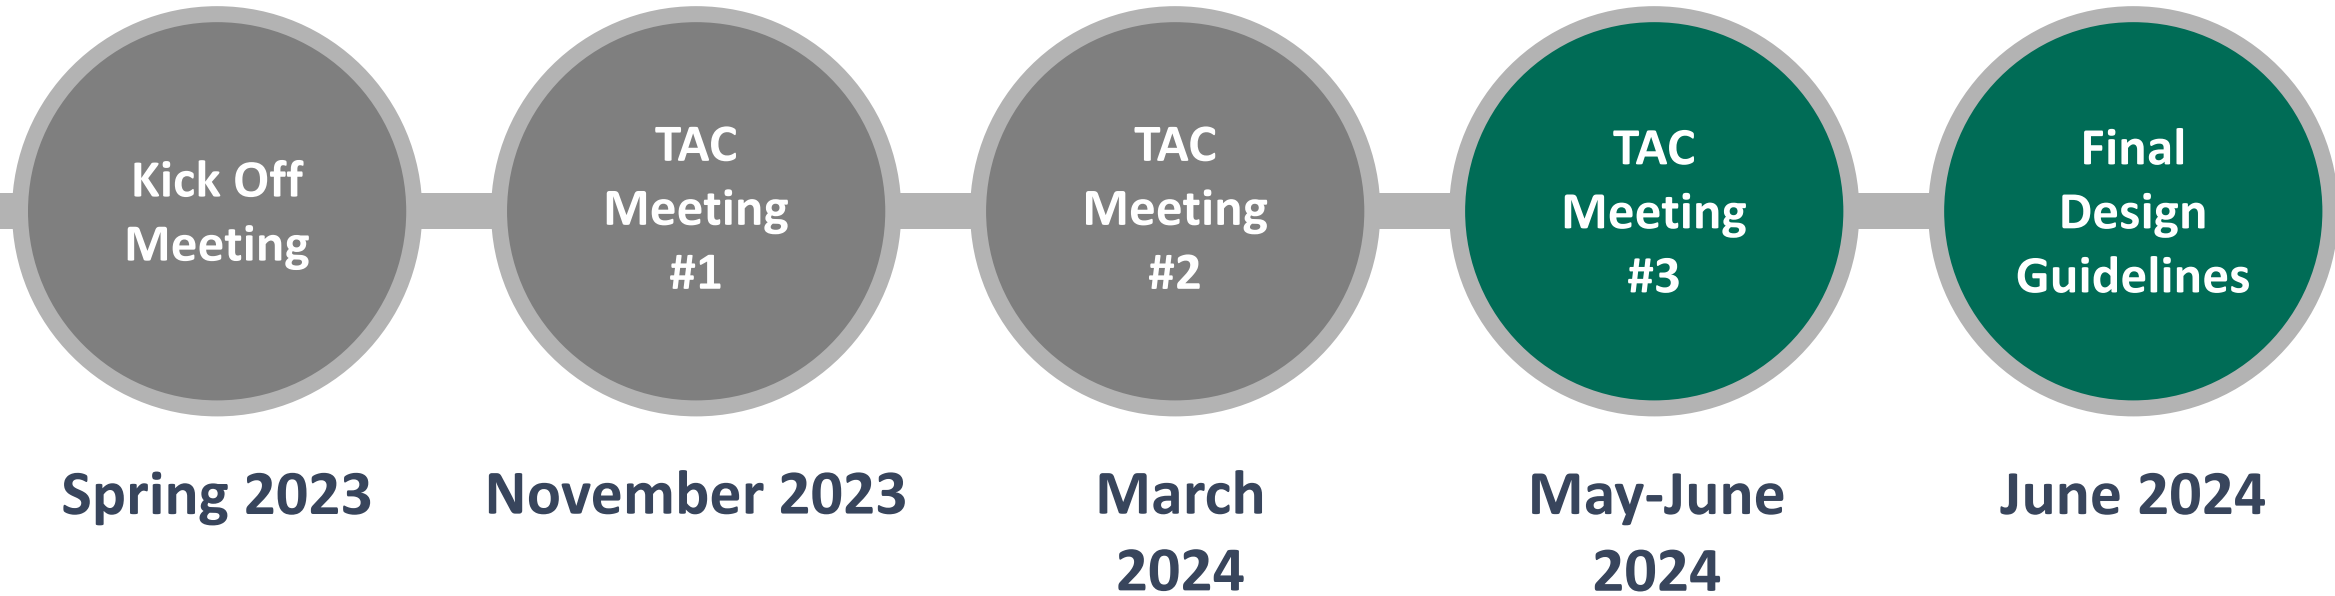 Kick Off
Meeting
TAC
Meeting
#1
TAC
Meeting
#2
TAC
Meeting
#3
Final
Design
Guidelines
Spring 2023
November 2023
March
2024
May-June
2024
June 2024